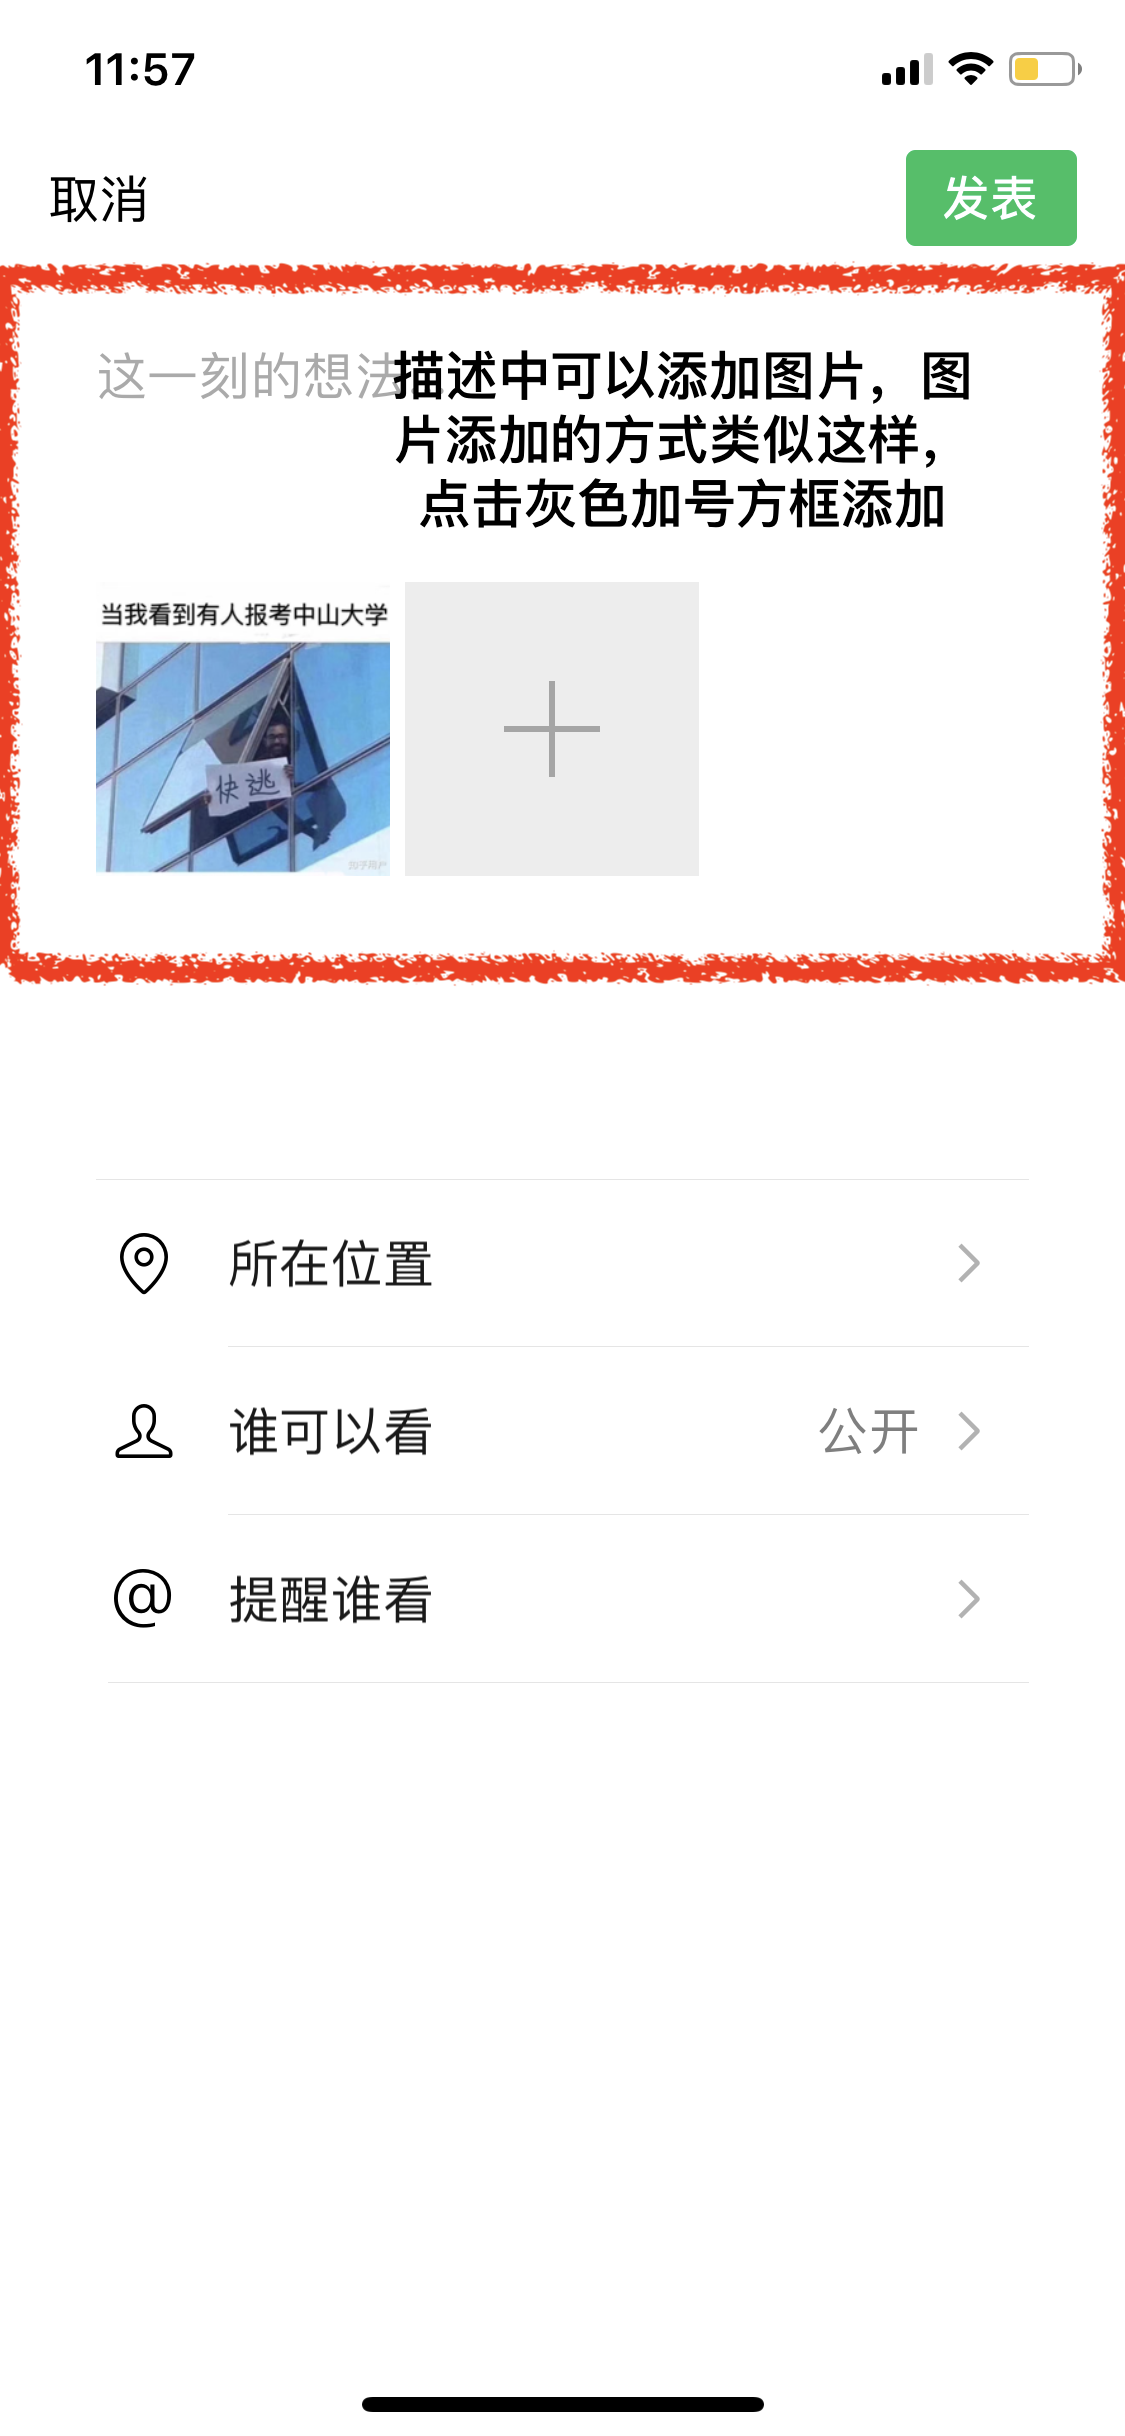 11:57
取消
发表
这一刻的想法
描述中可以添加图片，图
片添加的方式类似这样，
点击灰色加号方框添加
当我看到有人报考中山大学
快逃
所在位置
谁可以看
公开
@
提醒谁看